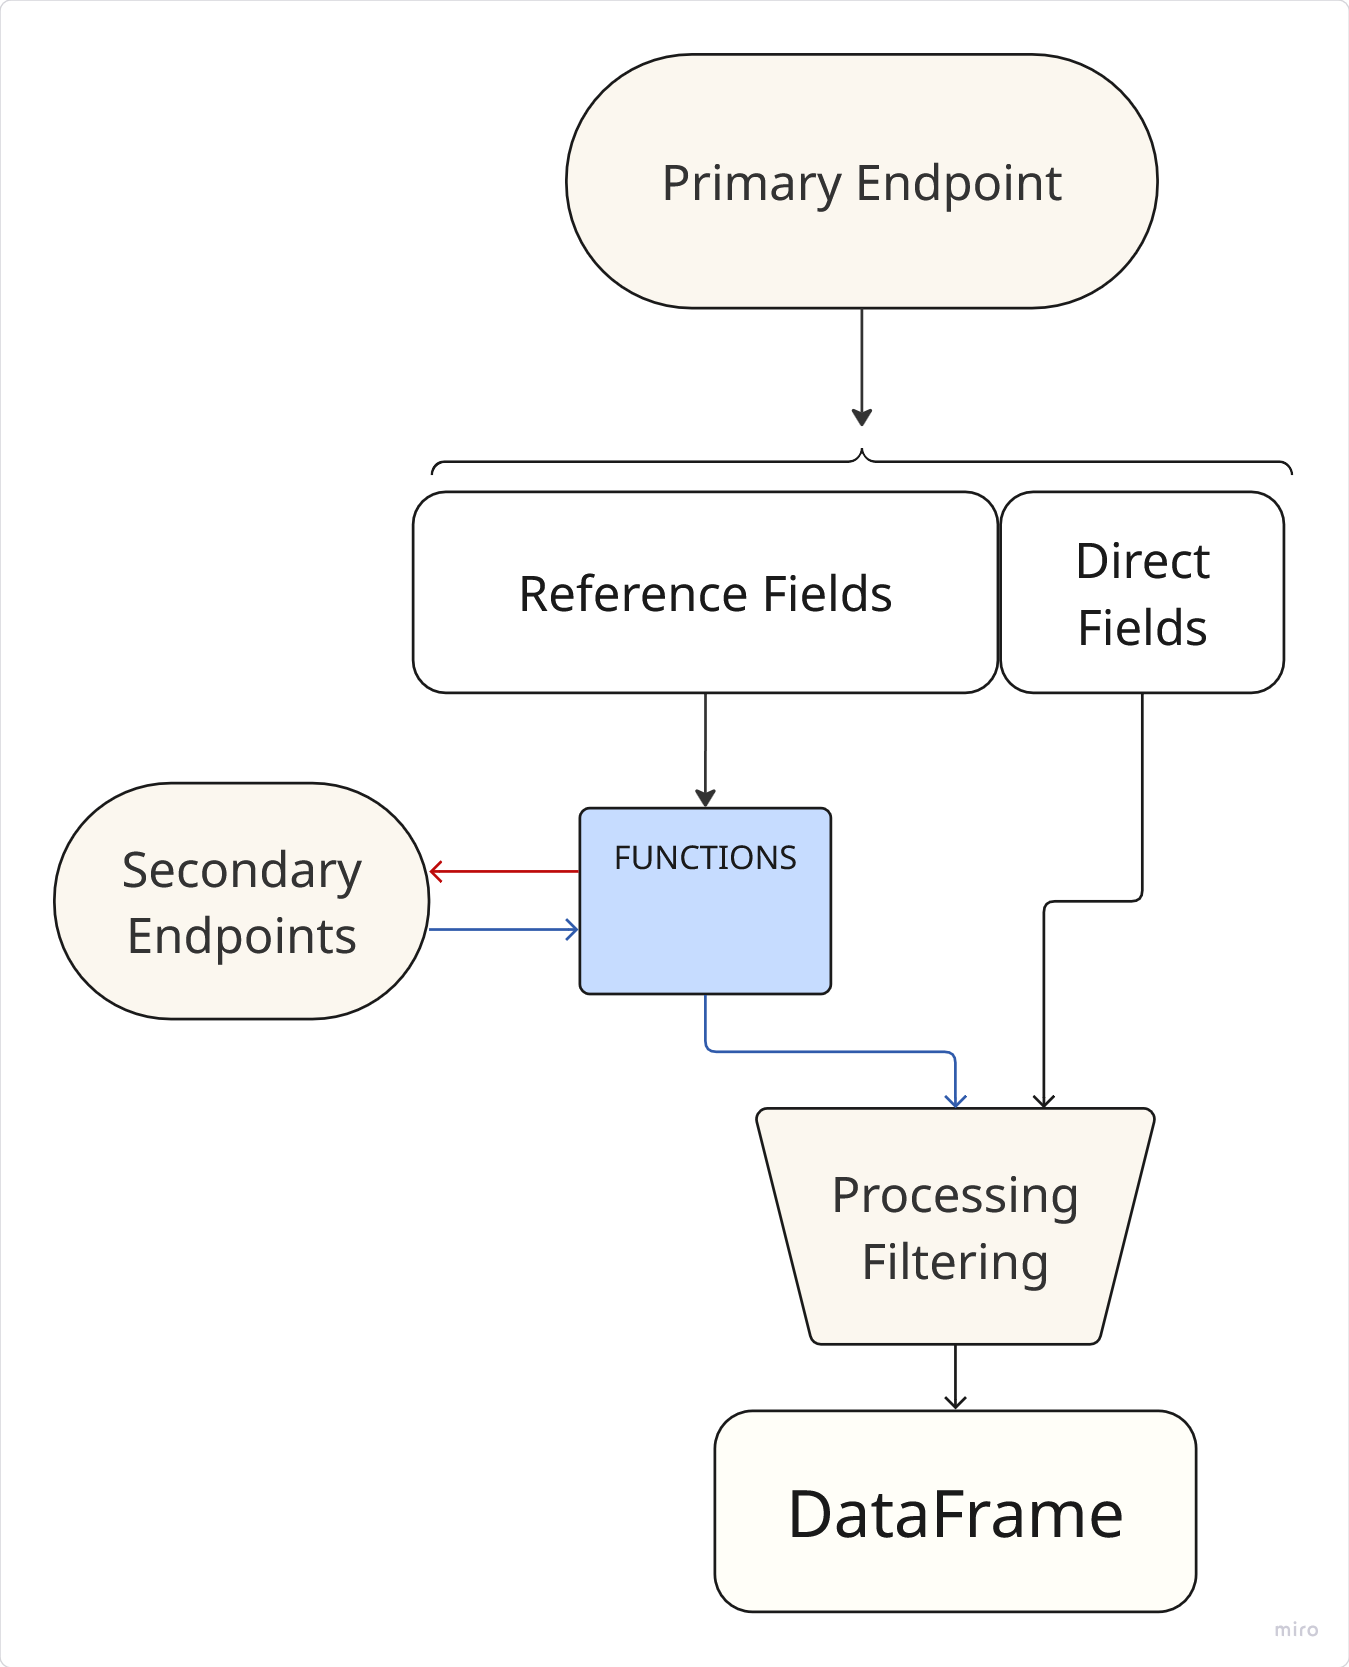 Primary Endpoint
Reference Fields
Direct
Fields
Secondary
Endpoints
FUNCTIONS
Processing
Filtering
DataFrame
miro